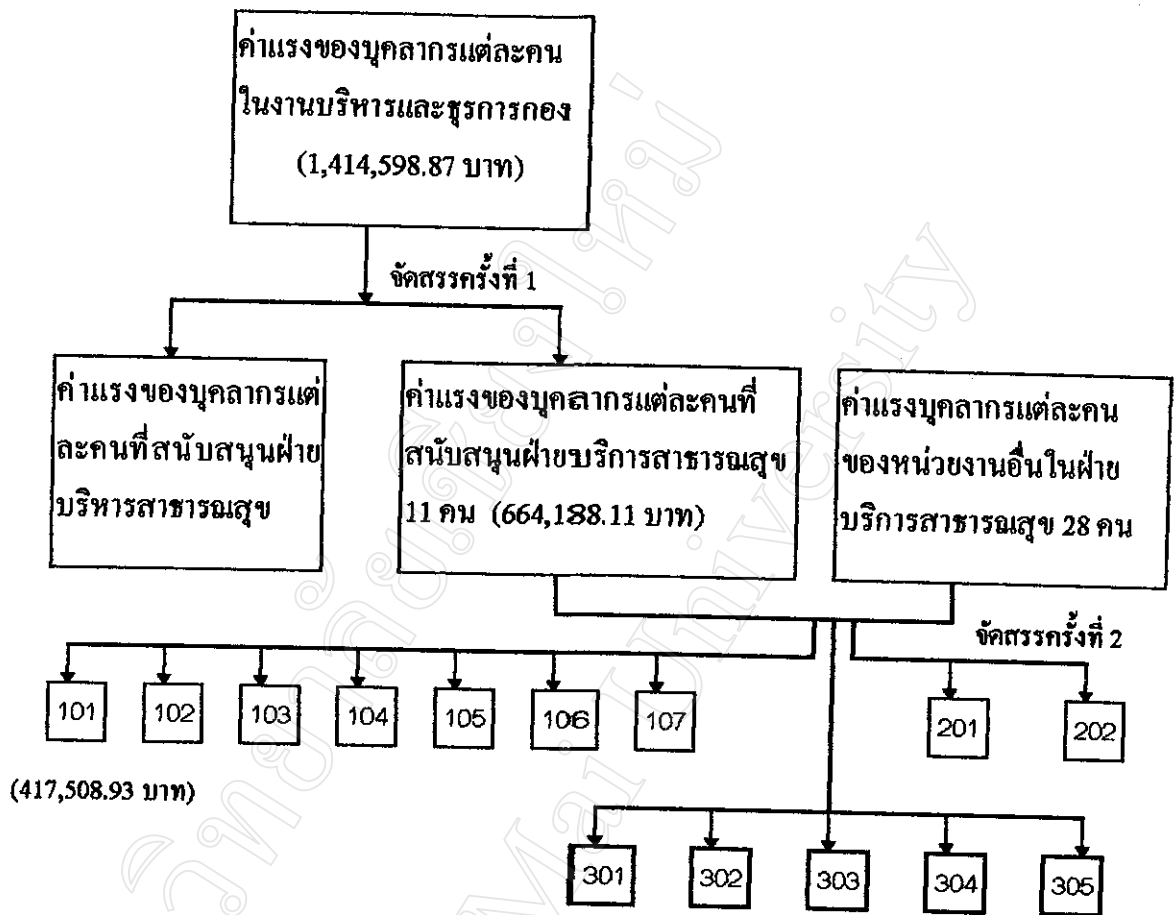 ค่าแรงของบุคลากรแต่ละคน
ในงานบริหารและธุรการกอง
(1,414,598.87 บาท)
จัดสรรครั้งที่ 1
ค่าแรงของบุคลากรแต่
ละคนที่สนับสนุนฝ่าย
บริหารสาธารณสุข
ค่าแรงของบุคลากรแต่ละคนที่
สนับสนุนฝ่ายบริการสาธารณสุข
11 คน (664,188.11 บาท)
ค่าแรงบุคลากรแต่ละคน
ของหน่วยงานอื่นในฝ่าย
บริการสาธารณสุข 28 คน
จัดสรรครั้งที่ 2
101 102 103 104 105 106 107 201 202
(417,508.93 บาท)
301 302 303 304 305
Mai University